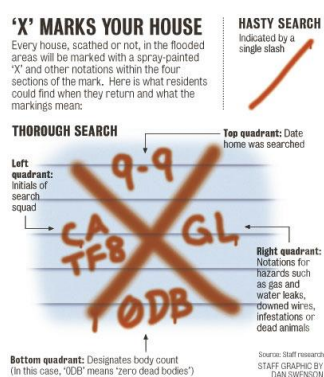 'X' MARKS YOUR HOUSE
Every house, scathed or not, in the flooded
areas will be marked with a spray-painted
'X' and other notations within the four
sections of the mark. Here is what residents
could find when they return and what the
markings mean:
HASTY SEARCH
Indicated by a
single slash
THOROUGH SEARCH
Top quadrant: Date
home was searched
Left
quadrant:
Initials of
search
squad
9-9
CA
TF8
GL
0DB
Right quadrant:
Notations for
hazards such
as gas and
water leaks,
downed wires,
infestations or
dead animals
Bottom quadrant: Designates body count
(In this case, '0DB' means 'zero dead bodies')
Source: Staff research
STAFF GRAPHIC BY
DAN SWENSON